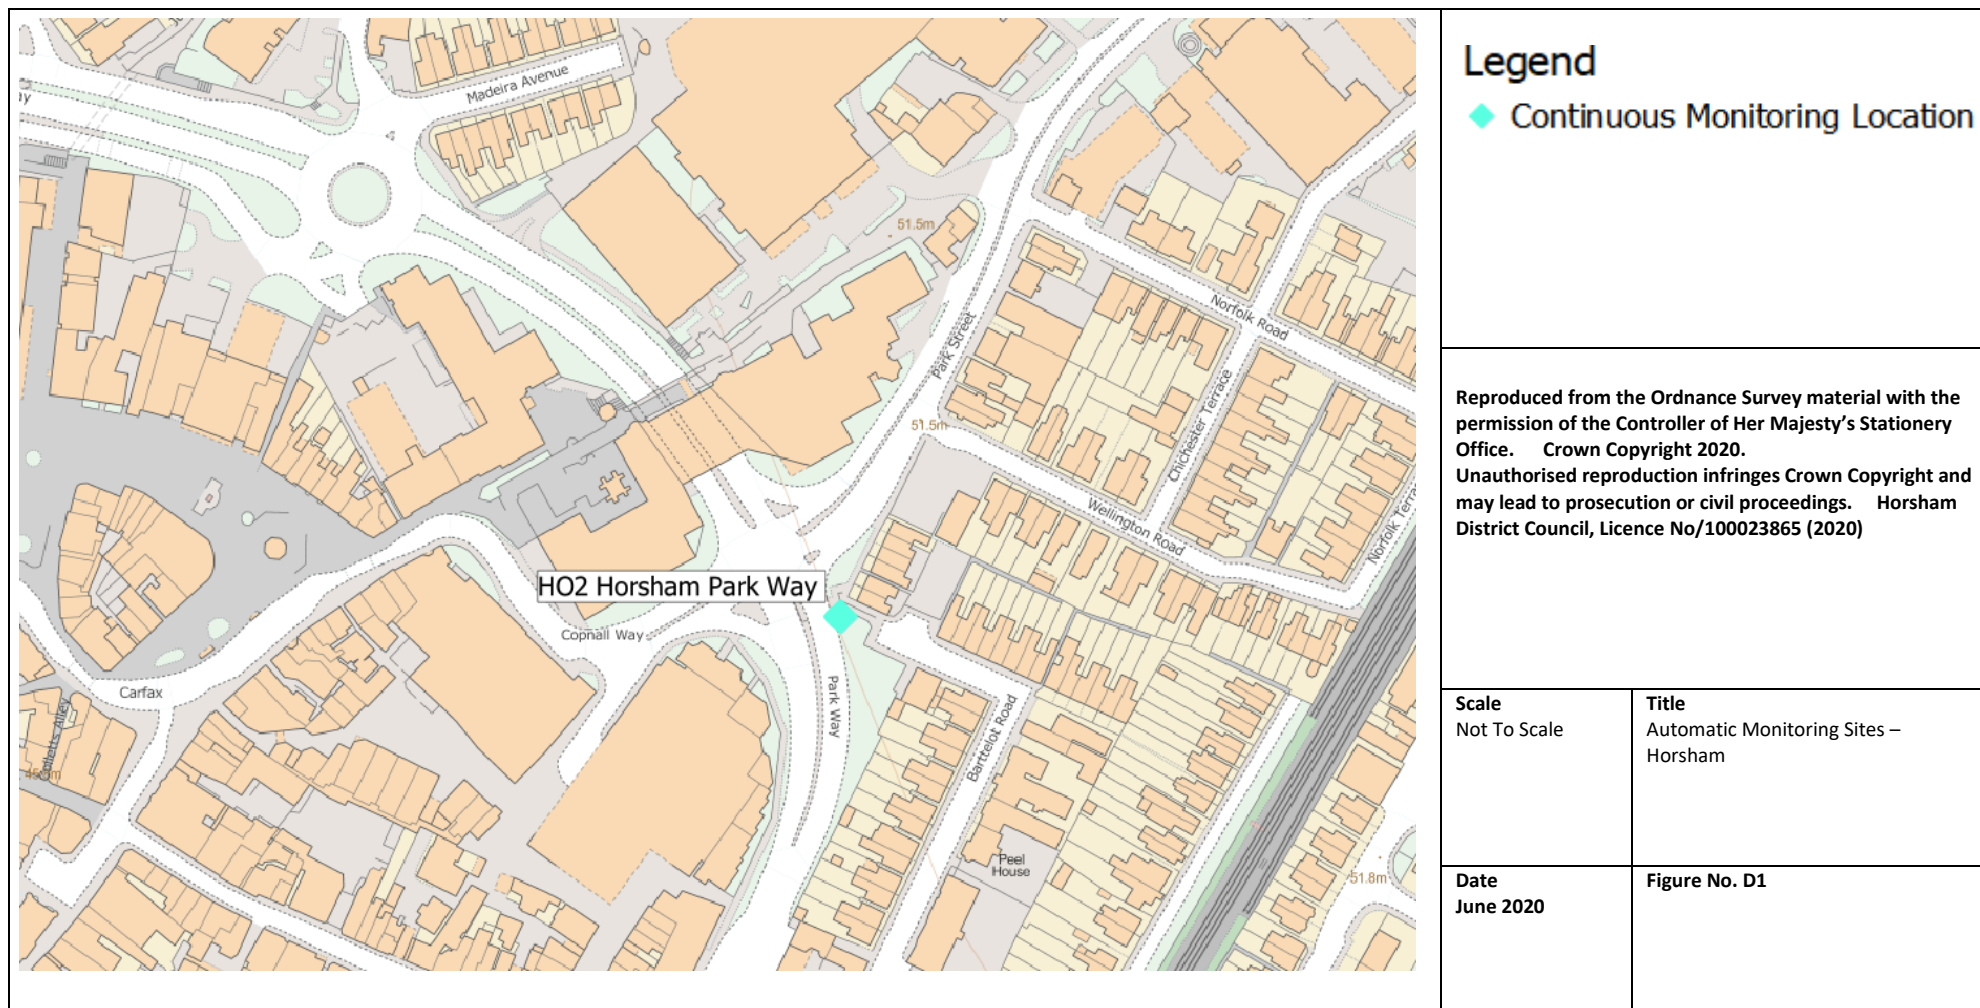 Madeira Avenue
51.5m
Park Street
Norfolk Road
Chichester Terrace
51.5m
Wellington Road
HO2 Horsham Park Way
Copnall Way
Carfax
Park Way
Bartelot Road
Peel
House
51.8m
Legend
Continuous Monitoring Location
Reproduced from the Ordnance Survey material with the
permission of the Controller of Her Majesty's Stationery
Office. Crown Copyright 2020.
Unauthorised reproduction infringes Crown Copyright and
may lead to prosecution or civil proceedings. Horsham
District Council, Licence No/100023865 (2020)
Scale
Not To Scale
Title
Automatic Monitoring Sites –
Horsham
Date
June 2020
Figure No. D1